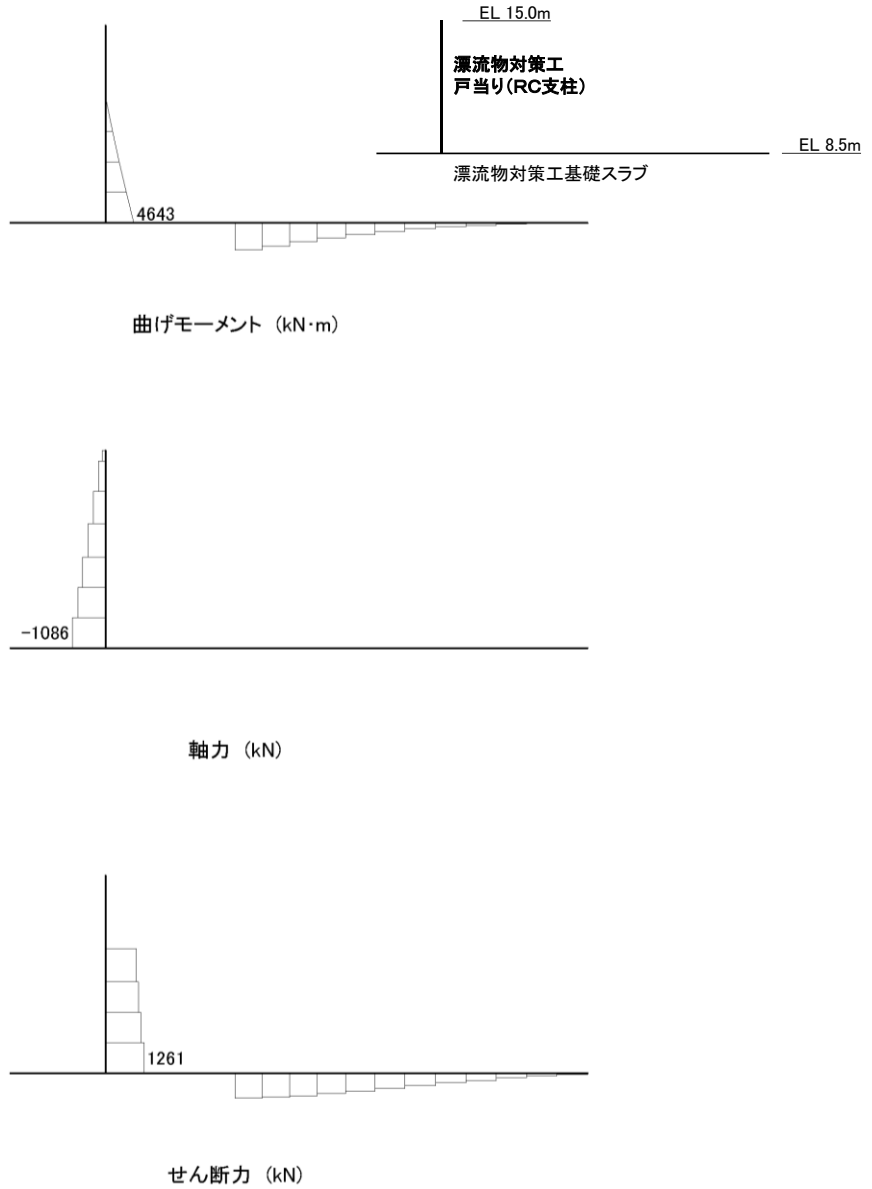 EL 15.0m
漂流物対策工
戸当り(RC支柱)
EL 8.5m
漂流物対策工基礎スラブ
4643
曲げモーメント (kN·m)
-1086
軸力 (kN)
1261
せん断力 (kN)